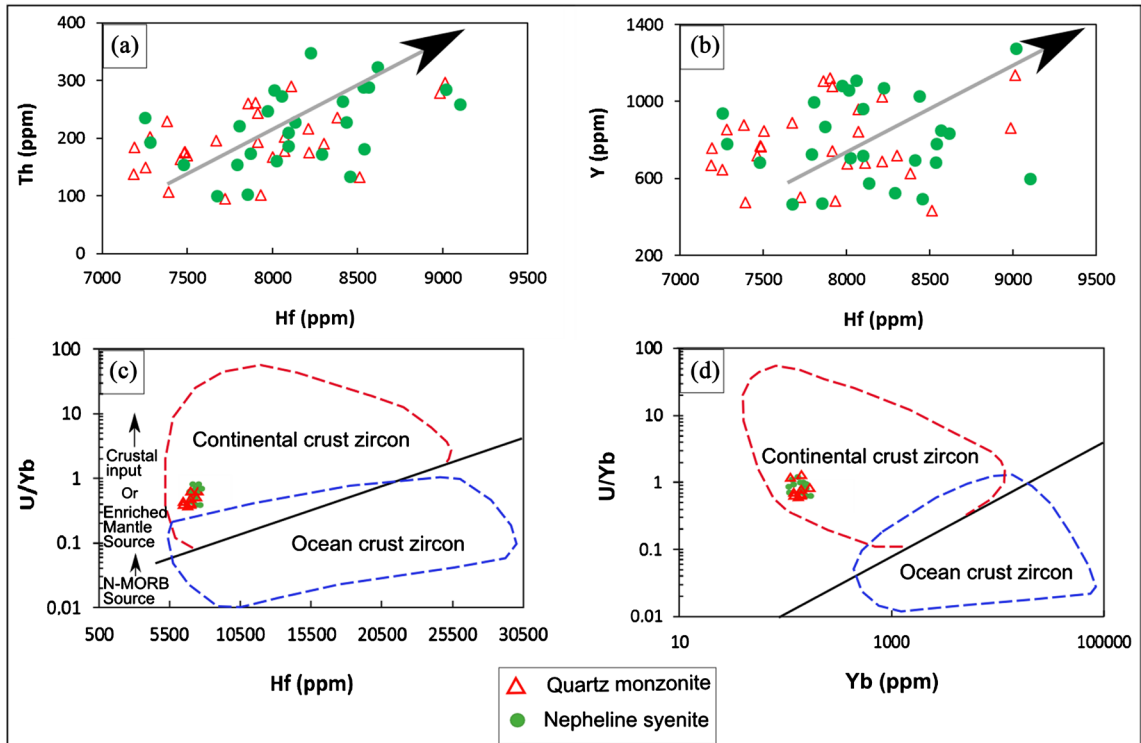 (a)
400
300
200
100
0
Th (ppm)
7000 7500 8000 8500 9000 9500
Hf (ppm)
(b)
1400
1000
600
200
Y (ppm)
7000 7500 8000 8500 9000 9500
Hf (ppm)
(c)
100
10
1
0.1
0.01
U/Yb
Continental crust zircon
Crustal
input
Or
Enriched
Mantle
Source
N-MORB
Source
Ocean crust zircon
500 5500 10500 15500 20500 25500 30500
Hf (ppm)
(d)
100
10
1
0.1
0.01
U/Yb
Continental crust zircon
Ocean crust zircon
10 1000 100000
Yb (ppm)
Quartz monzonite
Nepheline syenite